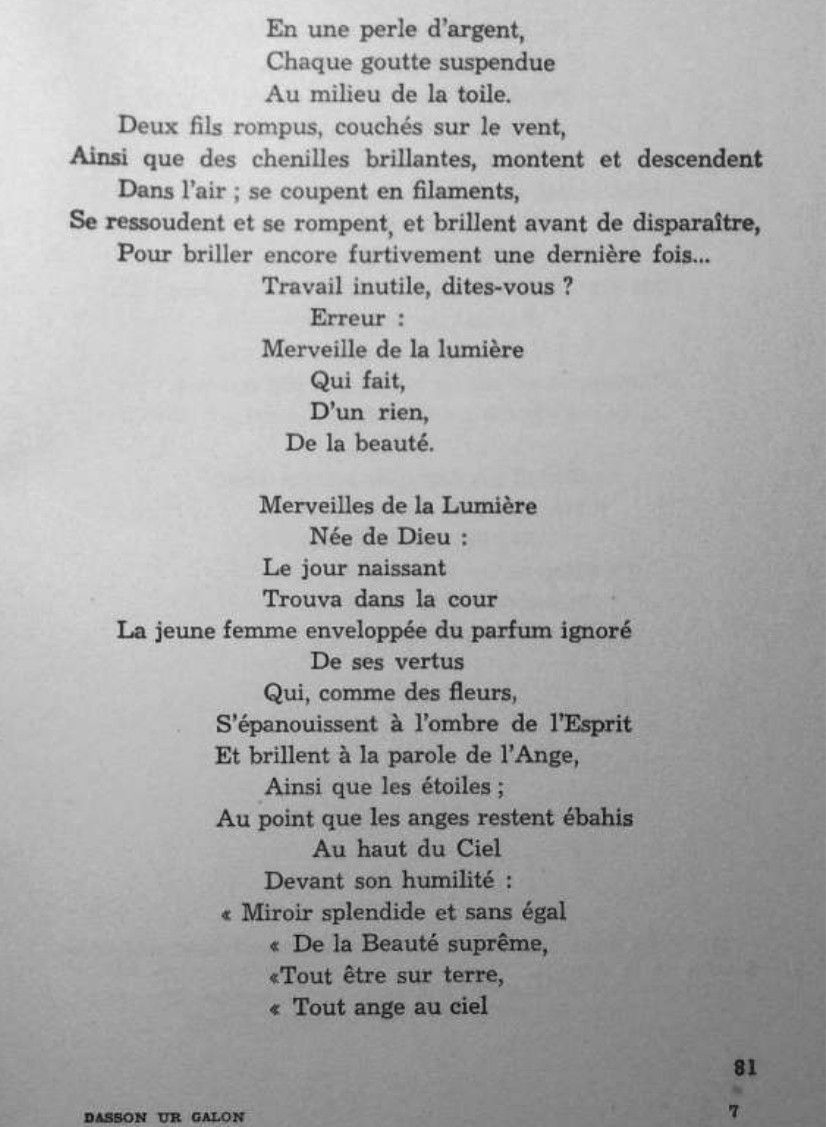 En une perle d'argent,
Chaque goutte suspendue
Au milieu de la toile.
Deux fils rompus, couchés sur le vent,
Ainsi que des chenilles brillantes, montent et descendent
Dans l'air ; se coupent en filaments,
Se ressoudent et se rompent, et brillent avant de disparaître,
Pour briller encore furtivement une dernière fois...
Travail inutile, dites-vous ?
Erreur :
Merveille de la lumière
Qui fait,
D'un rien,
De la beauté.
Merveilles de la Lumière
Née de Dieu :
Le jour naissant
Trouva dans la cour
La jeune femme enveloppée du parfum ignoré
De ses vertus
Qui, comme des fleurs,
S'épanouissent à l'ombre de l'Esprit
Et brillent à la parole de l'Ange,
Ainsi que les étoiles ;
Au point que les anges restent ébahis
Au haut du Ciel
Devant son humilité :
« Miroir splendide et sans égal
« De la Beauté suprême,
«Tout être sur terre,
« Tout ange au ciel
81
DASSON UR GALON
7